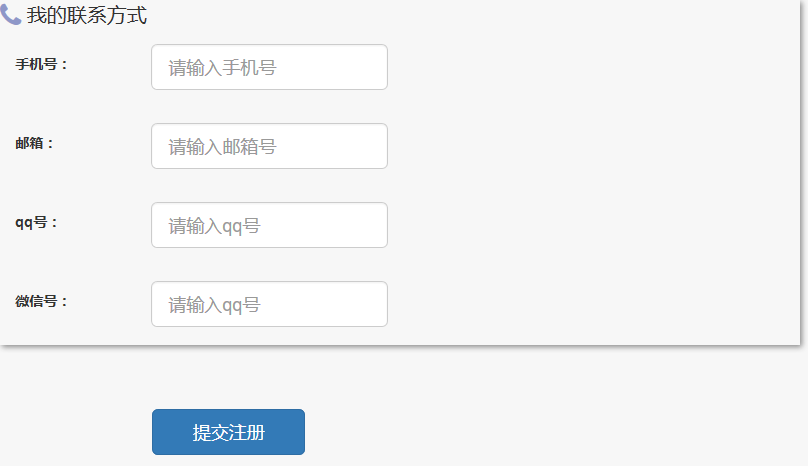 我的联系方式
手机号：
请输入手机号
邮箱：
请输入邮箱号
qq号：
请输入qq号
微信号：
请输入qq号
提交注册